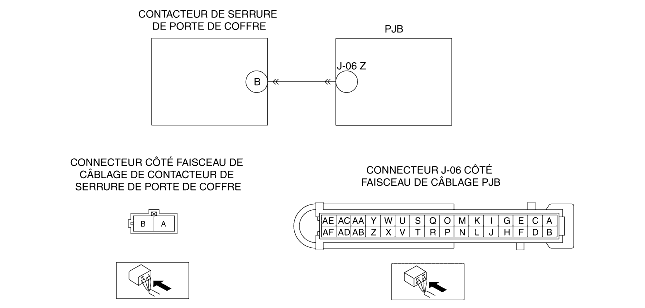 CONTACTEUR DE SERRURE
DE PORTE DE COFFRE
PJB
J-06 Z
B
CONNECTEUR CÔTÉ FAISCEAU DE
CÂBLAGE DE CONTACTEUR DE
SERRURE DE PORTE DE COFFRE
CONNECTEUR J-06 CÔTÉ
FAISCEAU DE CÂBLAGE PJB
B A
AE AC AA Y W U S Q O M K I G E C A
AF AD AB Z X V T R P N L J H F D B